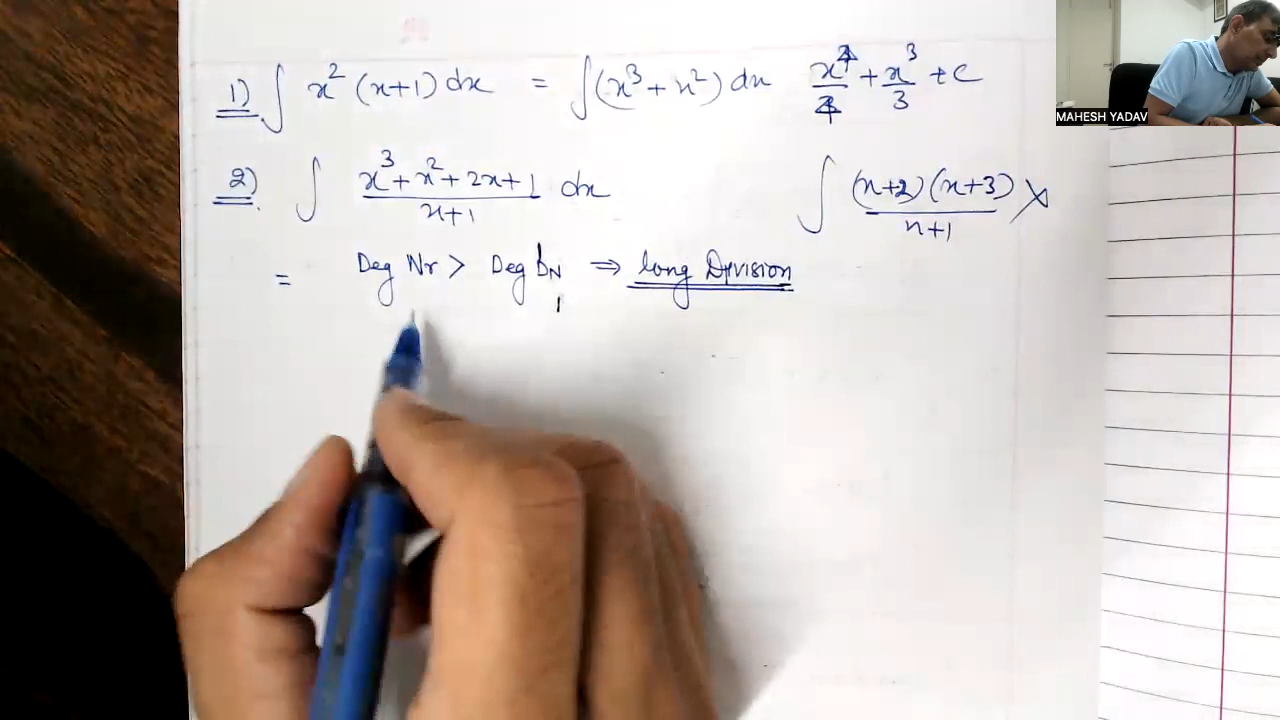 1) ∫ x² (x+1) dx = ∫(x³ + x²) dx x⁴/4 + x³/3 + c
MAHESH YADAV
2) ∫ (x³ + x² + 2x + 1)/(x+1) dx ∫ (x+2)(x+3)/(x+1) ×
= Deg Nr > Deg DN ⇒ long Division